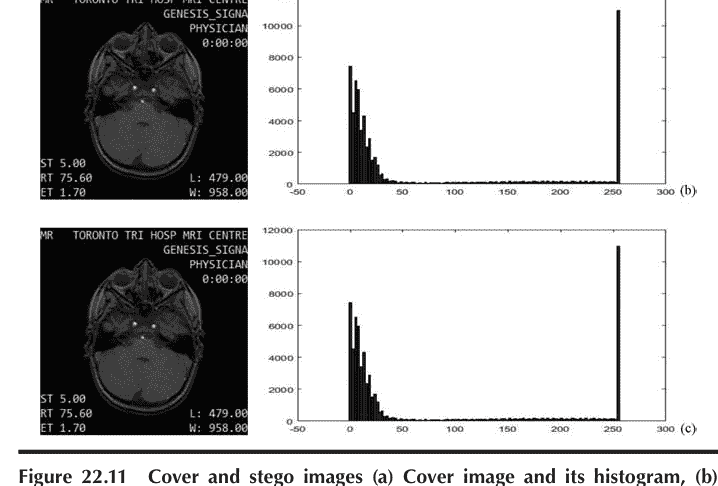 MR TORONTO TRI HOSP MRI CENTRE
GENESIS_SIGNA
PHYSICIAN
0:00:00
ST 5.00
RT 75.60 L: 479.00
ET 1.70 W: 958.00
10000
8000
6000
4000
2000
0
-50 0 50 100 150 200 250 300
(b)
MR TORONTO TRI HOSP MRI CENTRE
GENESIS_SIGNA
PHYSICIAN
0:00:00
ST 5.00
RT 75.60 L: 479.00
ET 1.70 W: 958.00
12000
10000
8000
6000
4000
2000
0
-50 0 50 100 150 200 250 300
(c)
Figure 22.11 Cover and stego images (a) Cover image and its histogram, (b)